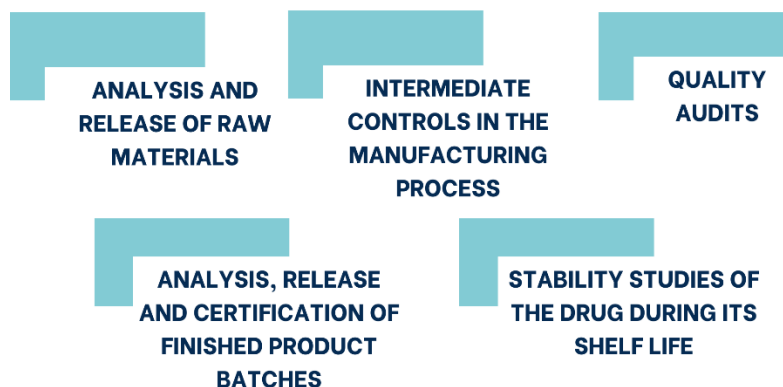 ANALYSIS AND
RELEASE OF RAW
MATERIALS
INTERMEDIATE
CONTROLS IN THE
MANUFACTURING
PROCESS
QUALITY
AUDITS
ANALYSIS, RELEASE
AND CERTIFICATION OF
FINISHED PRODUCT
BATCHES
STABILITY STUDIES OF
THE DRUG DURING ITS
SHELF LIFE